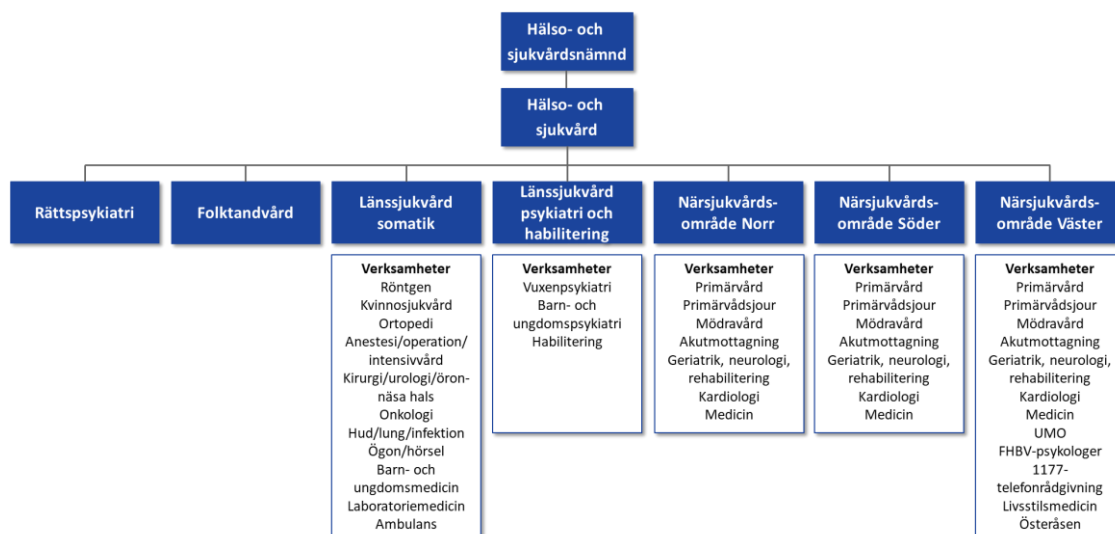 Hälso- och
sjukvårdsnämnd
Hälso- och
sjukvård
Rättspsykiatri
Folktandvård
Länssjukvård
somatik
Länssjukvård
psykiatri och
habilitering
Närsjukvårds-
område Norr
Närsjukvårds-
område Söder
Närsjukvårds-
område Väster
Verksamheter
Röntgen
Kvinnosjukvård
Ortopedi
Anestesi/operation/
intensivvård
Kirurgi/urologi/öron-
näsa hals
Onkologi
Hud/lung/infektion
Ögon/hörsel
Barn- och
ungdomsmedicin
Laboratoriemedicin
Ambulans
Verksamheter
Vuxenpsykiatri
Barn- och
ungdomspsykiatri
Habilitering
Verksamheter
Primärvård
Primärvådsjour
Mödravård
Akutmottagning
Geriatrik, neurologi,
rehabilitering
Kardiologi
Medicin
Verksamheter
Primärvård
Primärvådsjour
Mödravård
Akutmottagning
Geriatrik, neurologi,
rehabilitering
Kardiologi
Medicin
Verksamheter
Primärvård
Primärvådsjour
Mödravård
Akutmottagning
Geriatrik, neurologi,
rehabilitering
Kardiologi
Medicin
UMO
FHBV-psykologer
1177-
telefonrådgivning
Livsstilsmedicin
Österåsen